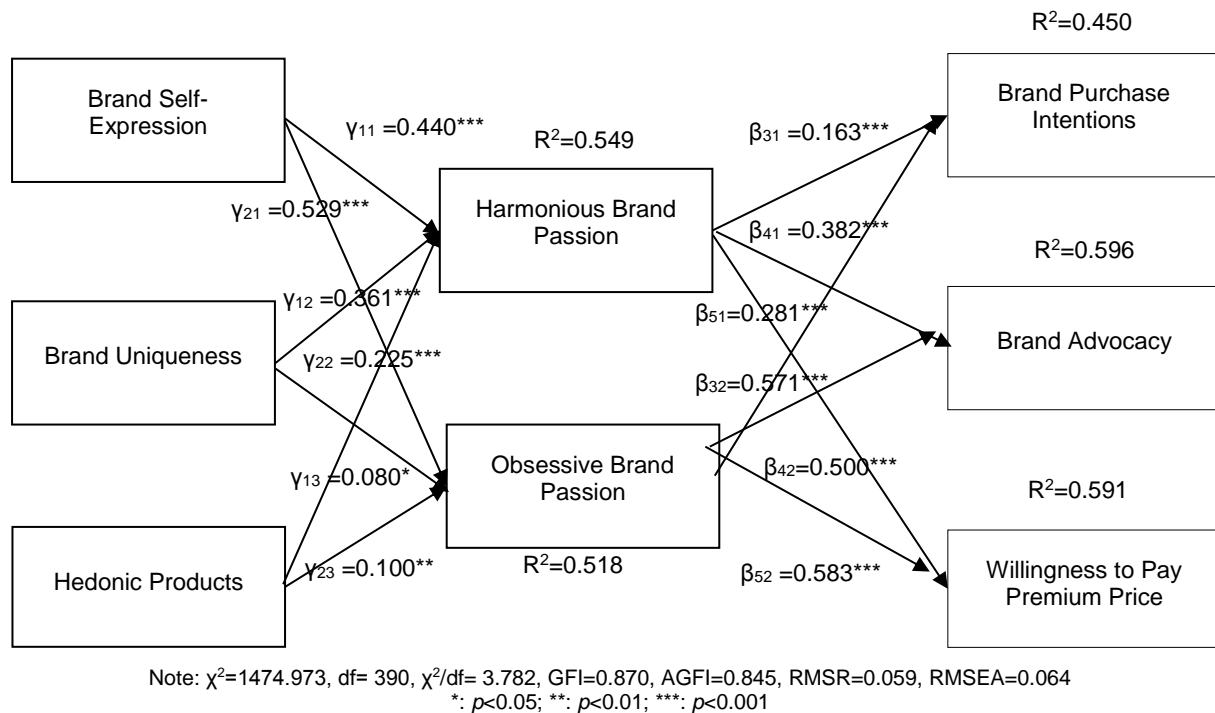 R²=0.450
Brand Self-
Expression
Brand Purchase
Intentions
γ₁₁ =0.440***
R²=0.549
β₃₁ =0.163***
γ₂₁ =0.529***
Harmonious Brand
Passion
β₄₁ =0.382***
R²=0.596
γ₁₂ =0.361***
β₅₁=0.281***
Brand Uniqueness
γ₂₂ =0.225***
Brand Advocacy
β₃₂=0.571***
γ₁₃ =0.080*
Obsessive Brand
Passion
β₄₂=0.500***
R²=0.591
γ₂₃ =0.100**
R²=0.518
β₅₂ =0.583***
Hedonic Products
Willingness to Pay
Premium Price
Note: χ²=1474.973, df= 390, χ²/df= 3.782, GFI=0.870, AGFI=0.845, RMSR=0.059, RMSEA=0.064
*: p<0.05; **: p<0.01; ***: p<0.001